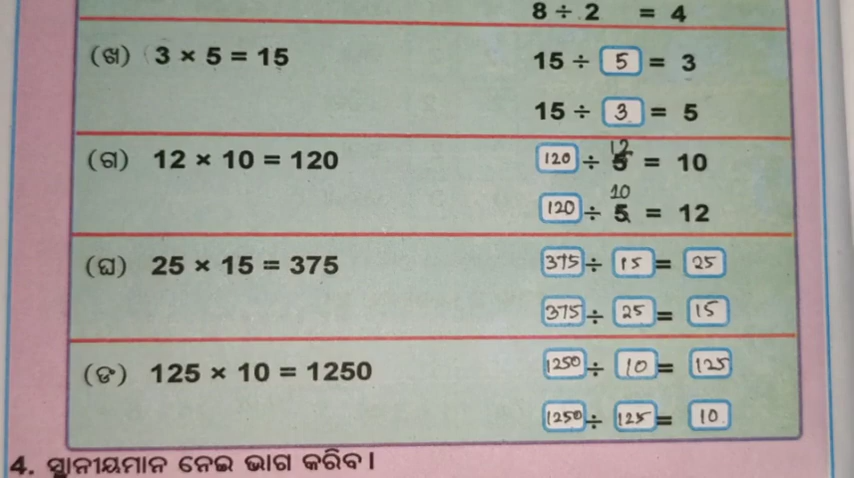 8 ÷ 2 = 4
(ଖ) 3 × 5 = 15 15 ÷ 5 = 3
15 ÷ 3 = 5
(ଗ) 12 × 10 = 120 120 ÷ 5 12 = 10
120 ÷ 5 10 = 12
(ଘ) 25 × 15 = 375 375 ÷ 15 = 25
375 ÷ 25 = 15
(ଙ) 125 × 10 = 1250 1250 ÷ 10 = 125
1250 ÷ 125 = 10
4. ସ୍ଥାନୀୟମାନ ନେଇ ଭାଗ କରିବ।